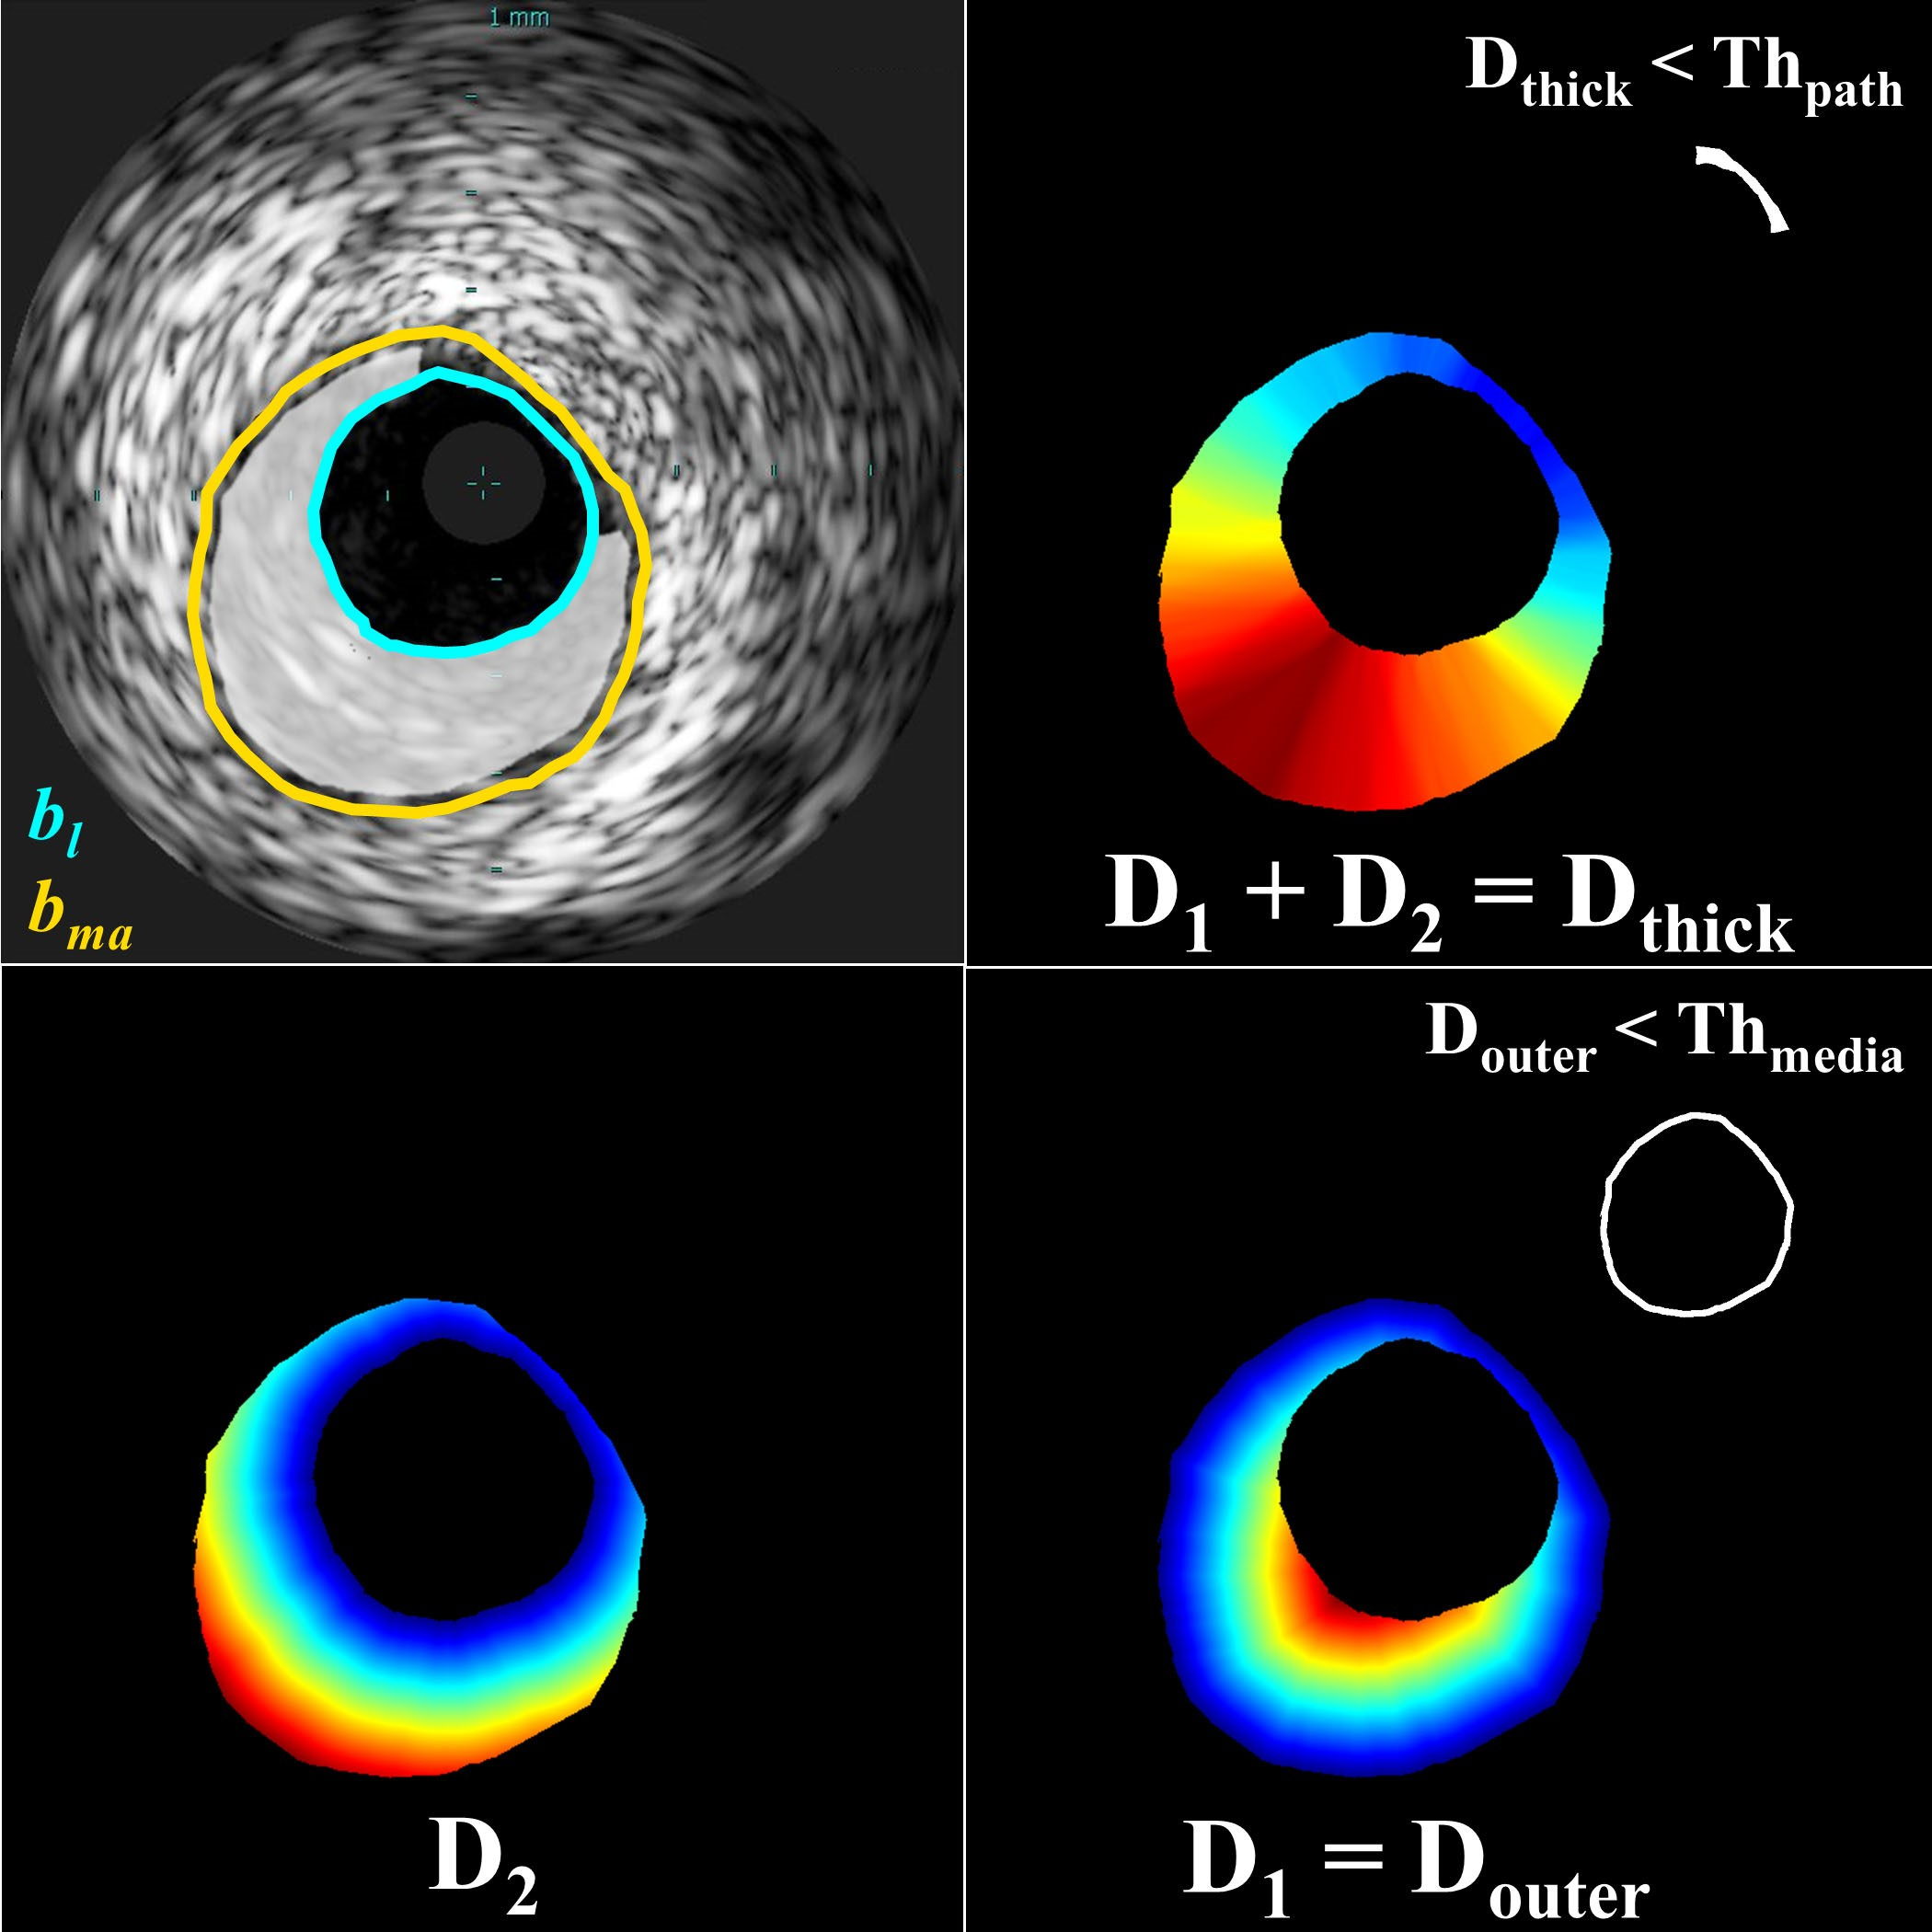 1 mm
b_l
b_ma
D_thick < Th_path
D_1 + D_2 = D_thick
D_2
D_outer < Th_media
D_1 = D_outer